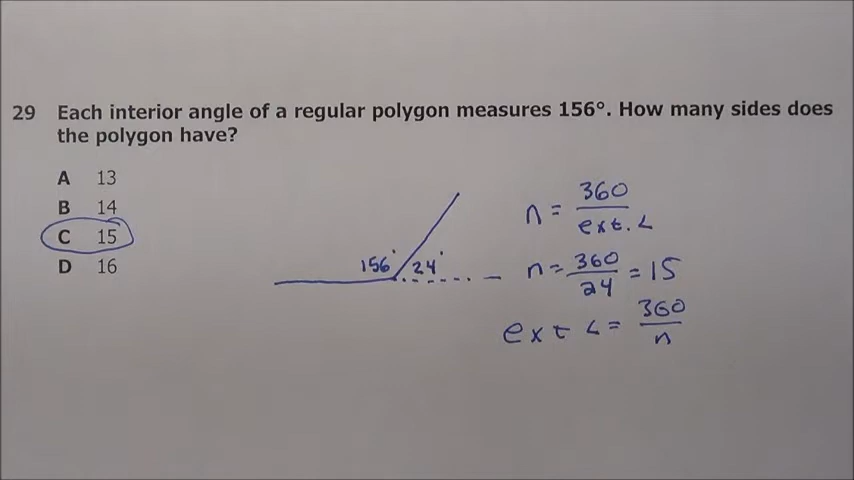 29 Each interior angle of a regular polygon measures 156°. How many sides does
the polygon have?
A 13
B 14
C 15
D 16
156° 24°
n = 360 / ext. ∠
n = 360 / 24 = 15
ext ∠ = 360 / n